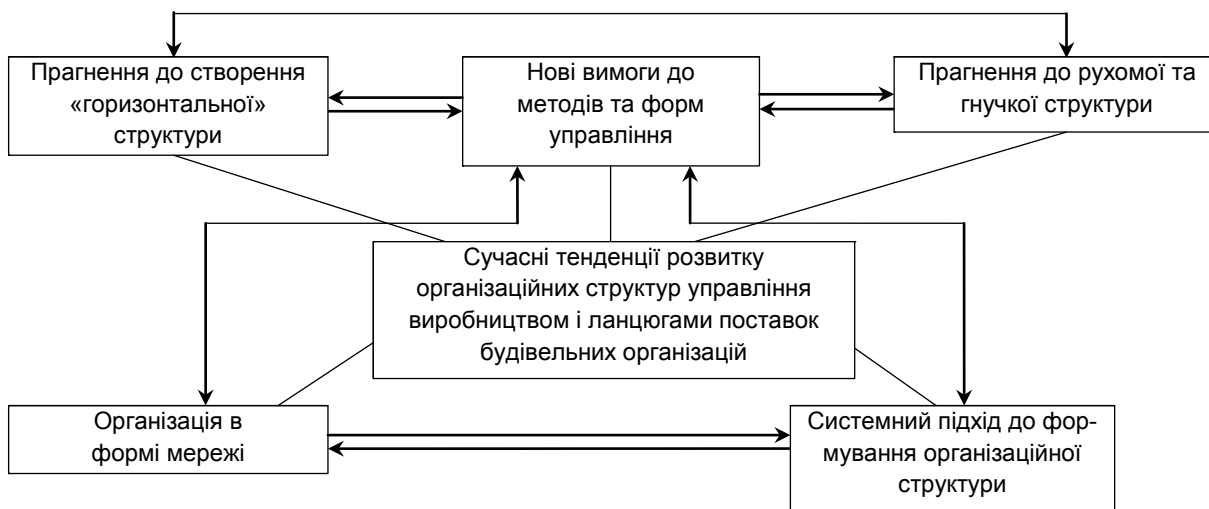 Прагнення до створення
«горизонтальної»
структури
Нові вимоги до
методів та форм
управління
Прагнення до рухомої та
гнучкої структури
Сучасні тенденції розвитку
організаційних структур управління
виробництвом і ланцюгами поставок
будівельних організацій
Організація в
формі мережі
Системний підхід до фор-
мування організаційної
структури